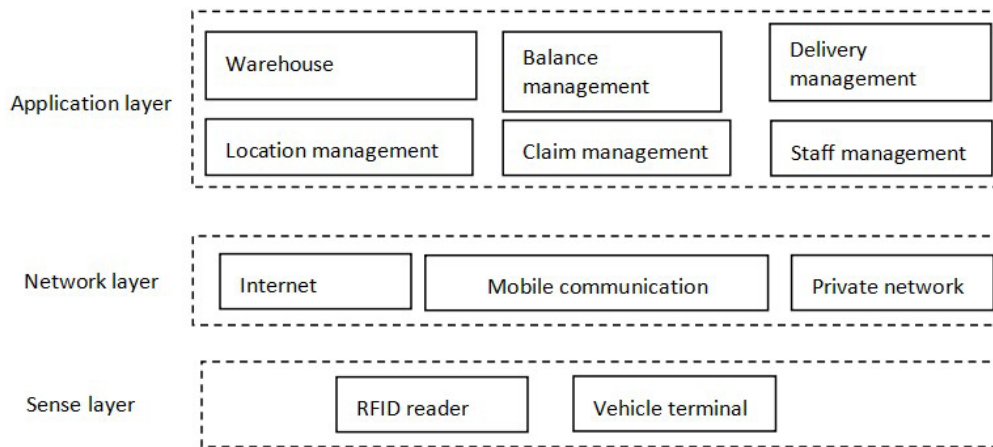 Application layer
Warehouse
Balance
management
Delivery
management
Location management
Claim management
Staff management
Network layer
Internet
Mobile communication
Private network
Sense layer
RFID reader
Vehicle terminal